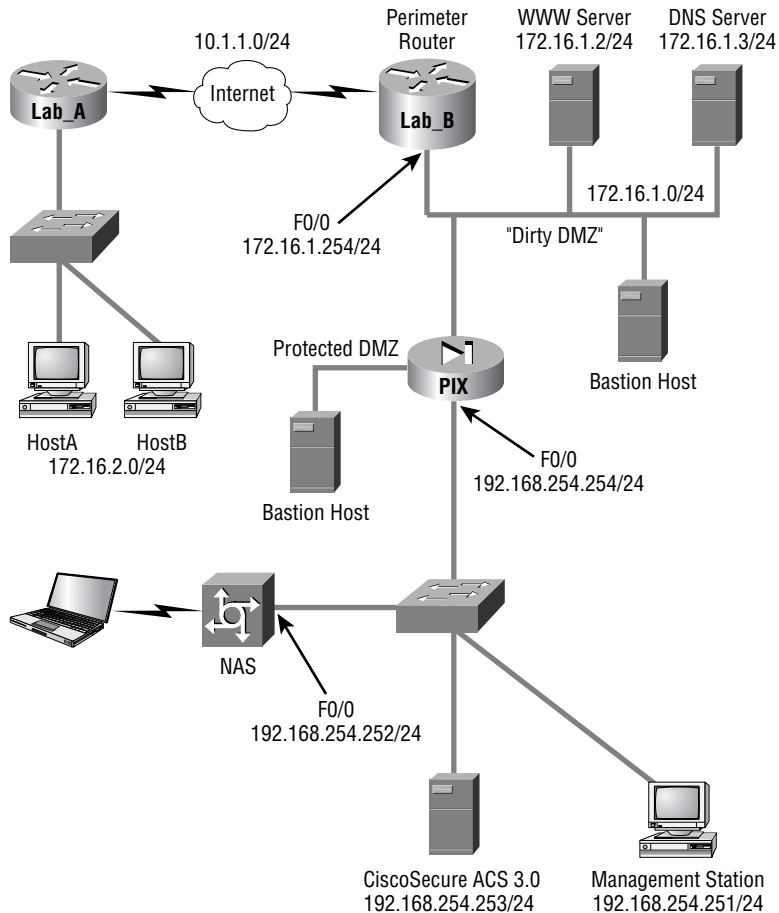 Perimeter
Router
WWW Server
172.16.1.2/24
DNS Server
172.16.1.3/24
10.1.1.0/24
Internet
Lab_A
Lab_B
172.16.1.0/24
F0/0
172.16.1.254/24
"Dirty DMZ"
Protected DMZ
PIX
Bastion Host
HostA
HostB
172.16.2.0/24
F0/0
192.168.254.254/24
Bastion Host
NAS
F0/0
192.168.254.252/24
CiscoSecure ACS 3.0
192.168.254.253/24
Management Station
192.168.254.251/24